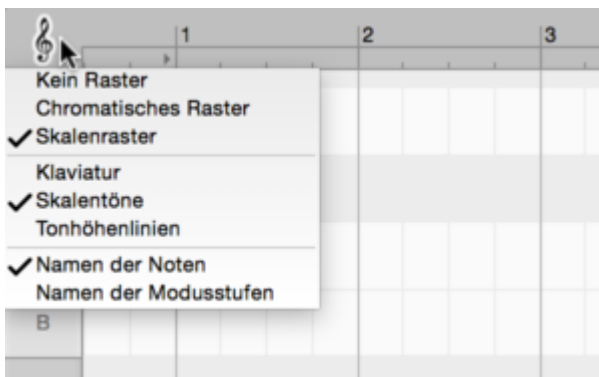 1 2 3
Kein Raster
Chromatisches Raster
Skalenraster
Klaviatur
Skalentöne
Tonhöhenlinien
Namen der Noten
Namen der Modusstufen
B